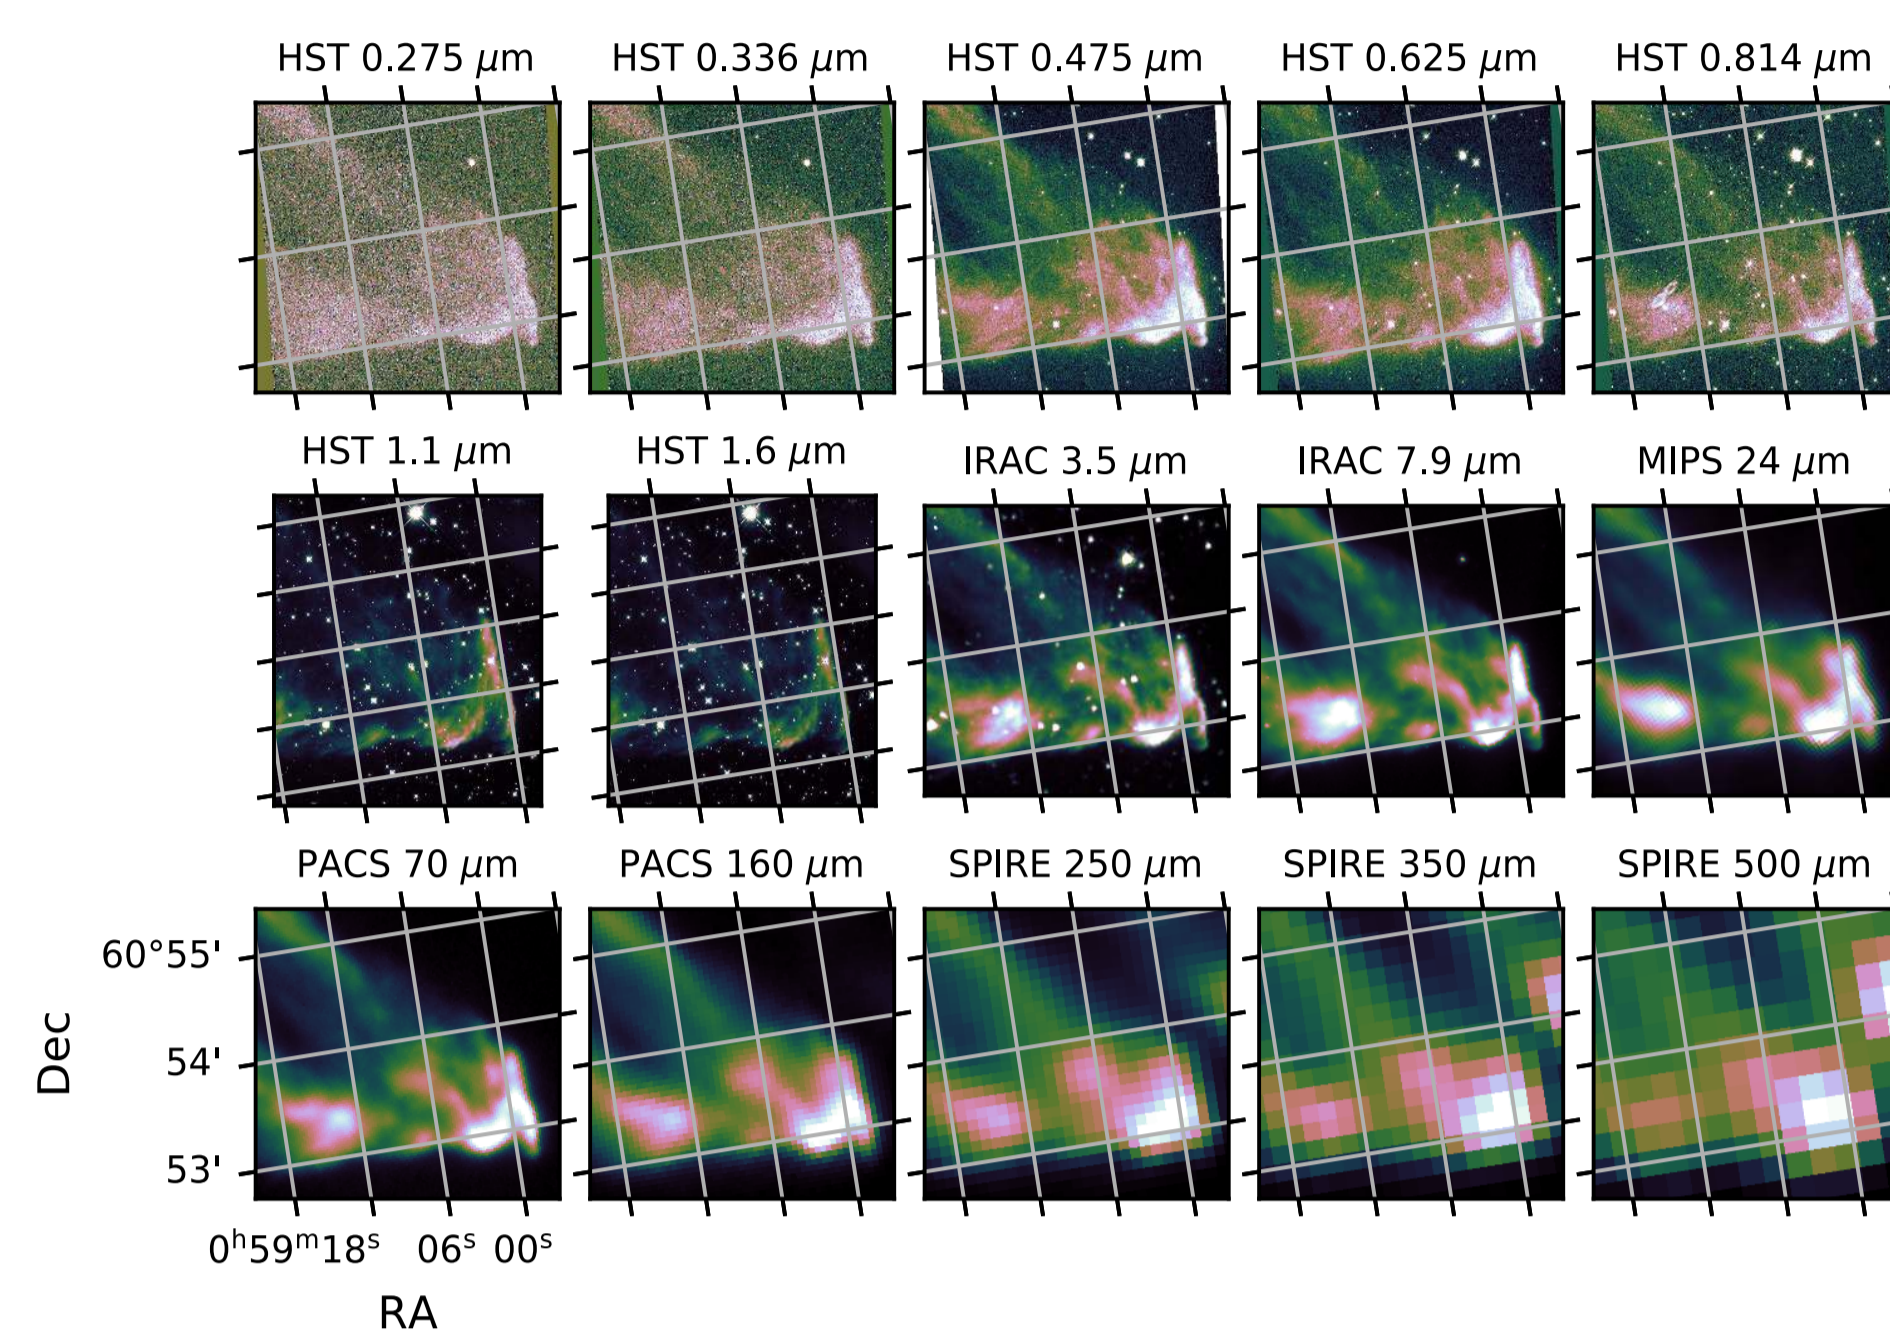 HST 0.275 μm HST 0.336 μm HST 0.475 μm HST 0.625 μm HST 0.814 μm
HST 1.1 μm HST 1.6 μm IRAC 3.5 μm IRAC 7.9 μm MIPS 24 μm
PACS 70 μm PACS 160 μm SPIRE 250 μm SPIRE 350 μm SPIRE 500 μm
60°55'
54'
53'
Dec
0ʰ59ᵐ18ˢ 06ˢ 00ˢ
RA